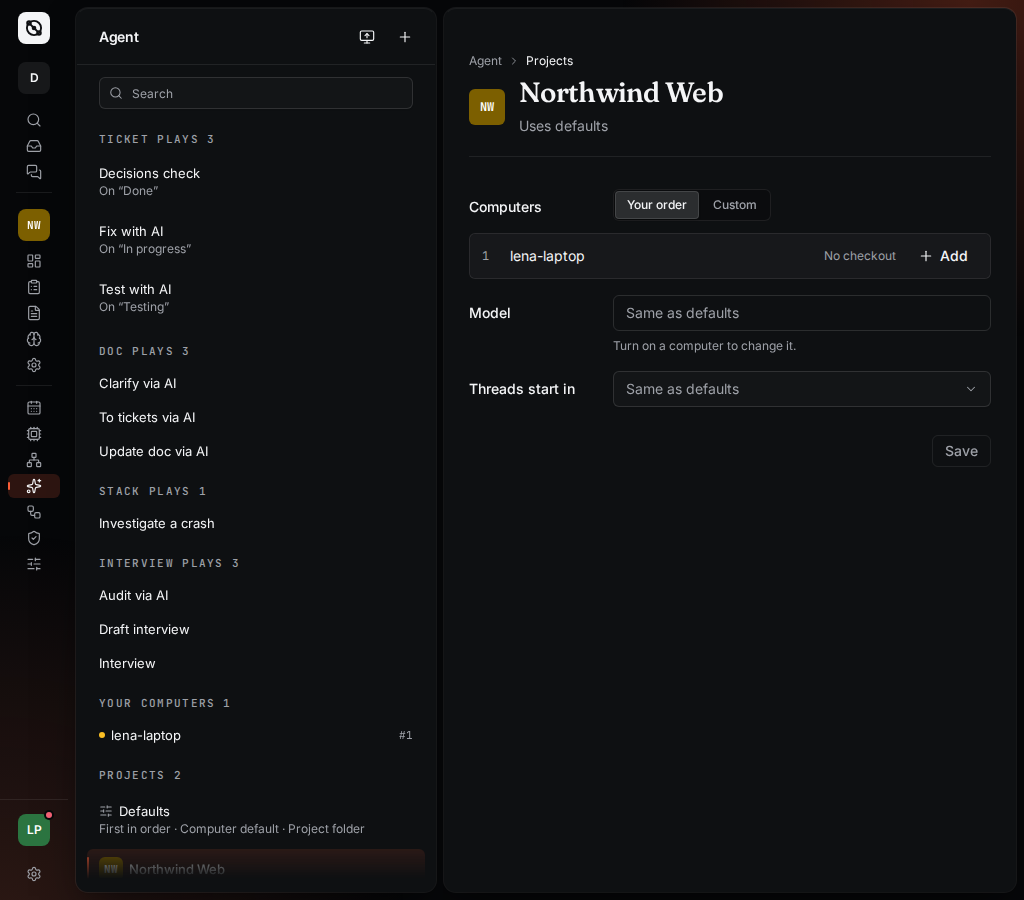 D
NW
LP
Agent
Search
TICKET PLAYS 3
Decisions check
On “Done”
Fix with AI
On “In progress”
Test with AI
On “Testing”
DOC PLAYS 3
Clarify via AI
To tickets via AI
Update doc via AI
STACK PLAYS 1
Investigate a crash
INTERVIEW PLAYS 3
Audit via AI
Draft interview
Interview
YOUR COMPUTERS 1
lena-laptop #1
PROJECTS 2
Defaults
First in order · Computer default · Project folder
NW Northwind Web
Agent Projects
NW
Northwind Web
Uses defaults
Computers Your order Custom
1 lena-laptop No checkout Add
Model Same as defaults
Turn on a computer to change it.
Threads start in Same as defaults
Save